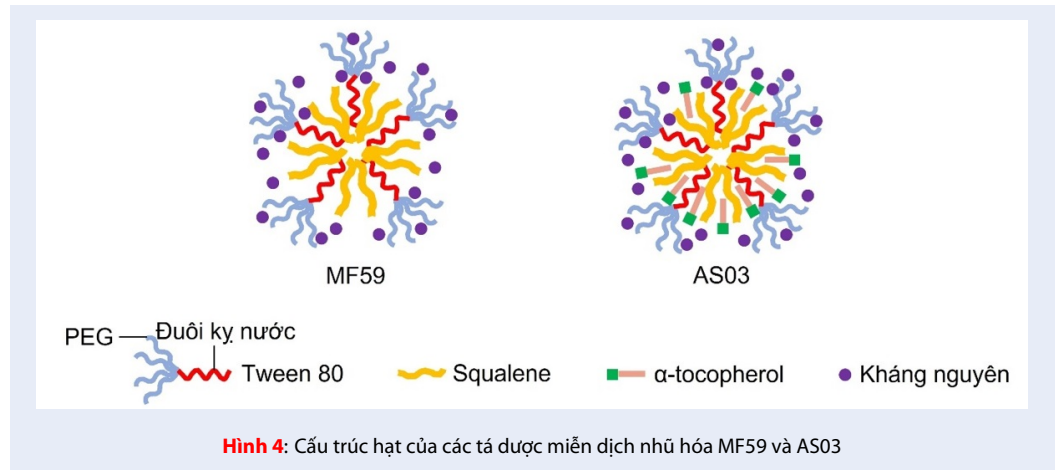 MF59
AS03
PEG
Đuôi kỵ nước
Tween 80
Squalene
α-tocopherol
Kháng nguyên
Hình 4: Cấu trúc hạt của các tá dược miễn dịch nhũ hóa MF59 và AS03